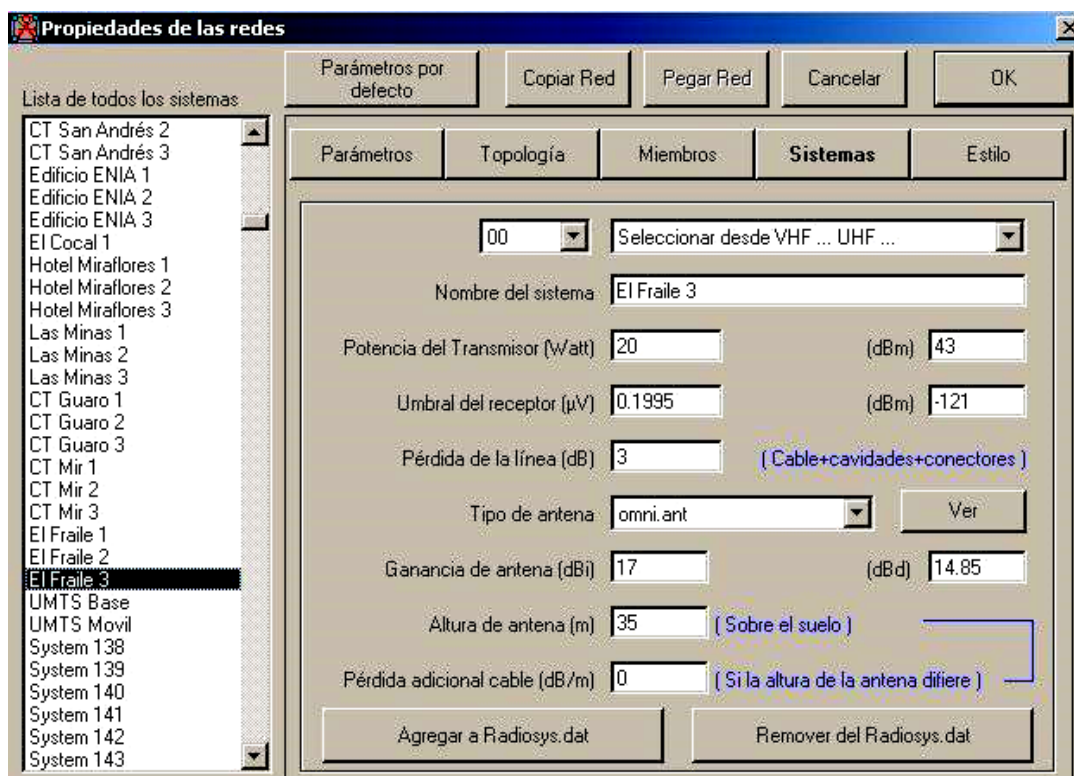 Propiedades de las redes
Parámetros por defecto
Copiar Red
Pegar Red
Cancelar
OK
Lista de todos los sistemas
CT San Andrés 2
CT San Andrés 3
Edificio ENIA 1
Edificio ENIA 2
Edificio ENIA 3
El Cocal 1
Hotel Miraflores 1
Hotel Miraflores 2
Hotel Miraflores 3
Las Minas 1
Las Minas 2
Las Minas 3
CT Guaro 1
CT Guaro 2
CT Guaro 3
CT Mir 1
CT Mir 2
CT Mir 3
El Fraile 1
El Fraile 2
El Fraile 3
UMTS Base
UMTS Movil
System 138
System 139
System 140
System 141
System 142
System 143
Parámetros
Topología
Miembros
Sistemas
Estilo
00
Seleccionar desde VHF ... UHF ...
Nombre del sistema El Fraile 3
Potencia del Transmisor (Watt) 20 (dBm) 43
Umbral del receptor (µV) 0.1995 (dBm) -121
Pérdida de la línea (dB) 3 ( Cable+cavidades+conectores )
Tipo de antena omni.ant Ver
Ganancia de antena (dBi) 17 (dBd) 14.85
Altura de antena (m) 35 ( Sobre el suelo )
Pérdida adicional cable (dB/m) 0 ( Si la altura de la antena difiere )
Agregar a Radiosys.dat
Remover del Radiosys.dat